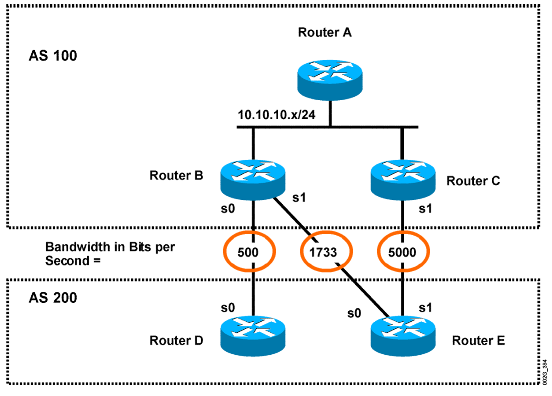 Router A
AS 100
10.10.10.x/24
Router B
s1
Router C
s0
s1
Bandwidth in Bits per
Second =
500
1733
5000
AS 200
s0
s0
s1
Router D
Router E